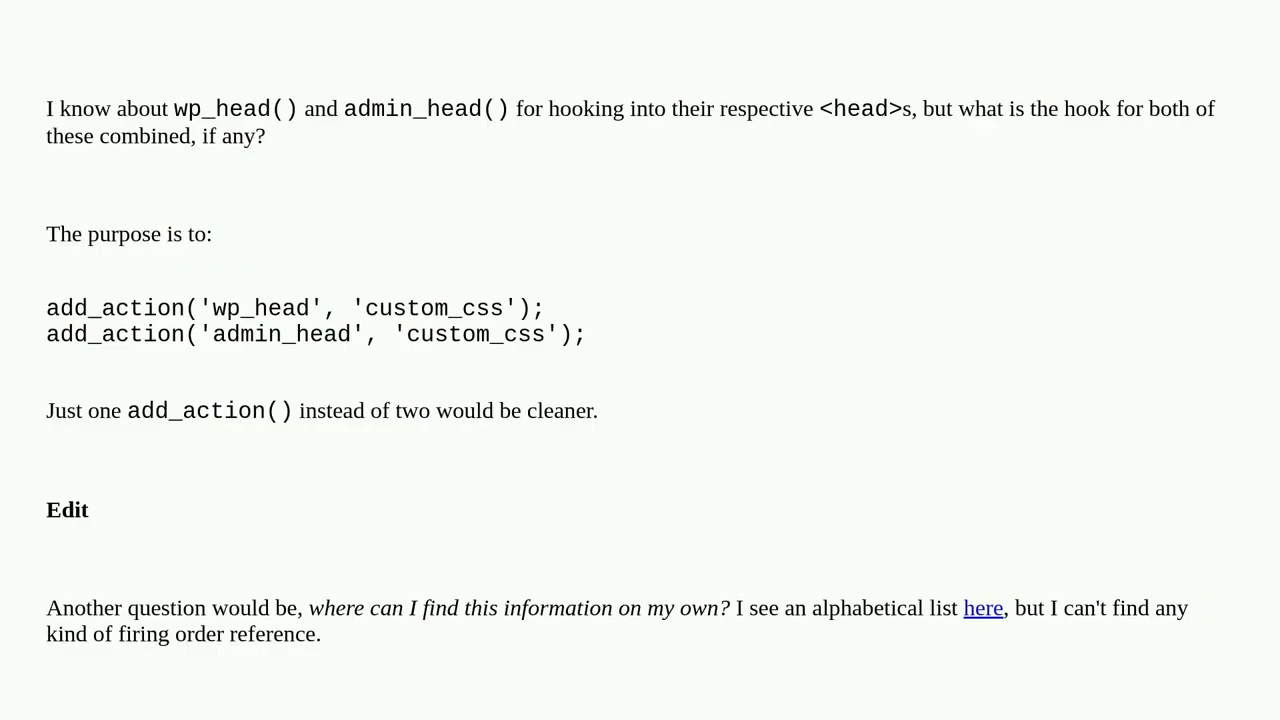 I know about wp_head() and admin_head() for hooking into their respective <head>s, but what is the hook for both of
these combined, if any?
The purpose is to:
add_action('wp_head', 'custom_css');
add_action('admin_head', 'custom_css');
Just one add_action() instead of two would be cleaner.
Edit
Another question would be, where can I find this information on my own? I see an alphabetical list here, but I can't find any
kind of firing order reference.